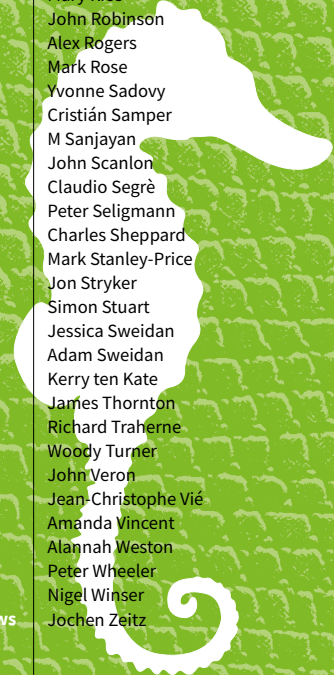 John Robinson
Alex Rogers
Mark Rose
Yvonne Sadovy
Cristián Samper
M Sanjayan
John Scanlon
Claudio Segrè
Peter Seligmann
Charles Sheppard
Mark Stanley-Price
Jon Stryker
Simon Stuart
Jessica Sweidan
Adam Sweidan
Kerry ten Kate
James Thornton
Richard Traherne
Woody Turner
John Veron
Jean-Christophe Vié
Amanda Vincent
Alannah Weston
Peter Wheeler
Nigel Winser
ws
Jochen Zeitz